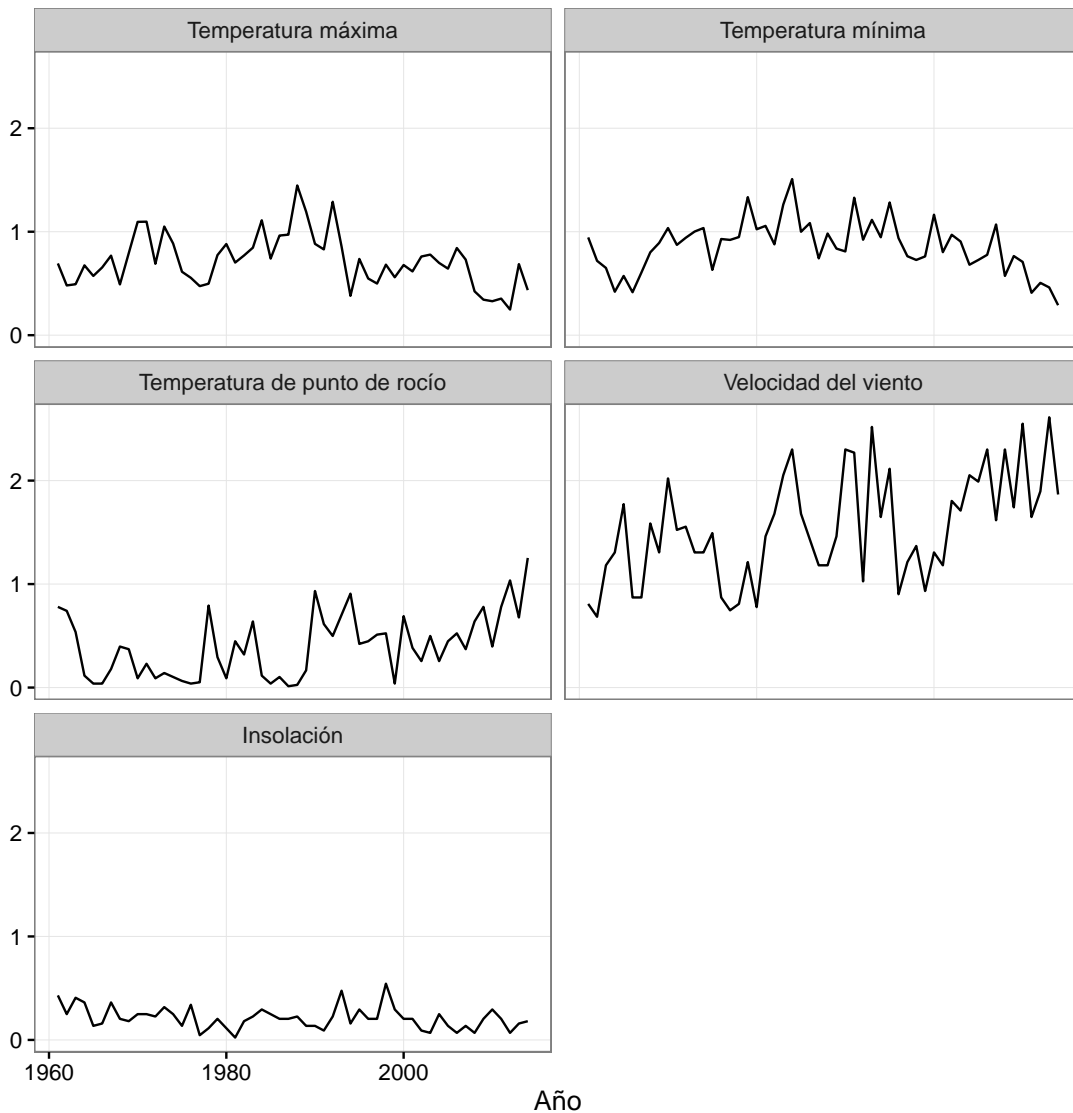 Temperatura máxima
Temperatura mínima
2
1
0
Temperatura de punto de rocío
Velocidad del viento
2
1
0
Insolación
2
1
0
1960
1980
2000
Año